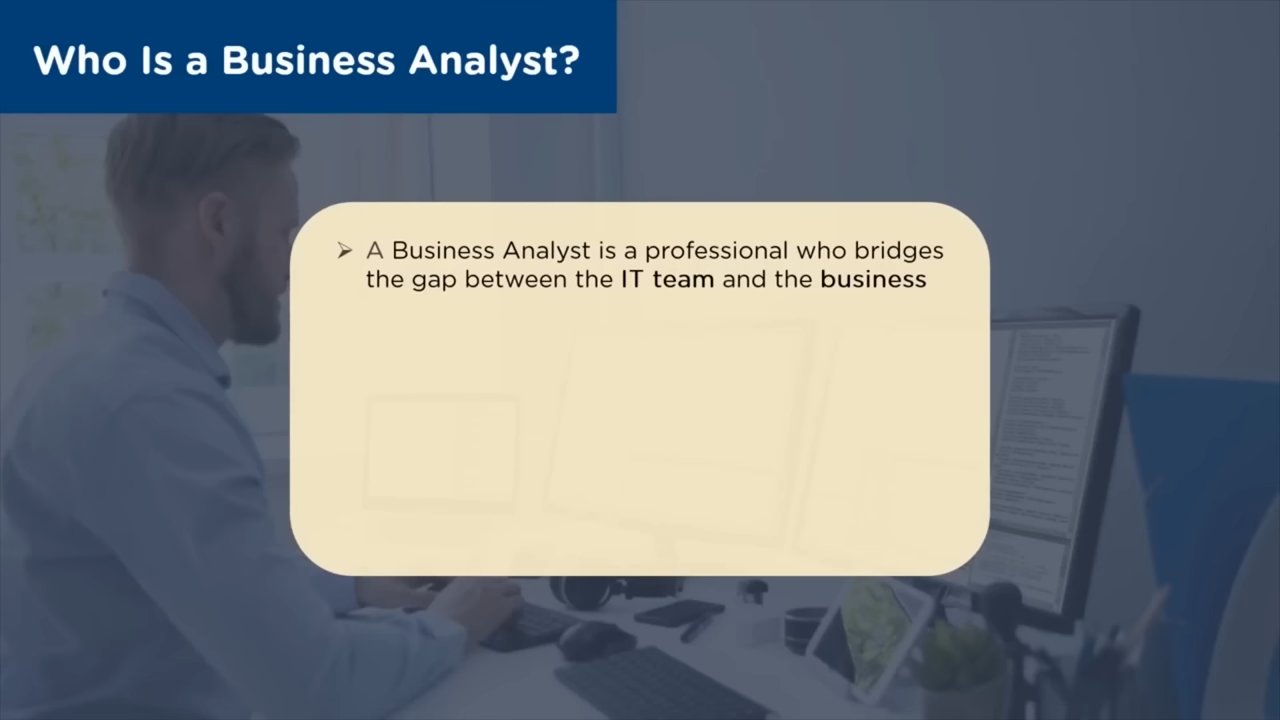 Who Is a Business Analyst?
➢ A Business Analyst is a professional who bridges
the gap between the IT team and the business